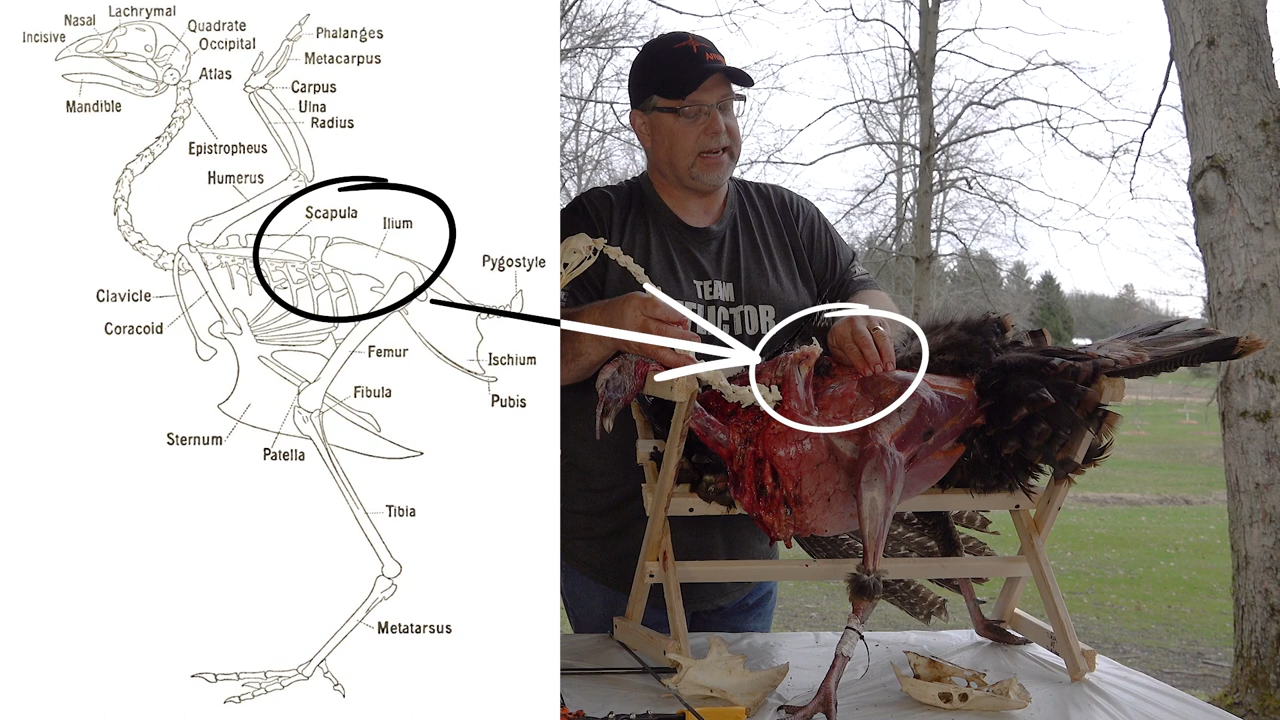 Lachrymal
Nasal
Incisive
Quadrate
Occipital
Atlas
Mandible
Phalanges
Metacarpus
Carpus
Ulna
Radius
Epistropheus
Humerus
Scapula
Ilium
Pygostyle
Clavicle
Coracoid
Femur
Ischium
Fibula
Pubis
Sternum
Patella
Tibia
Metatarsus
TEAM